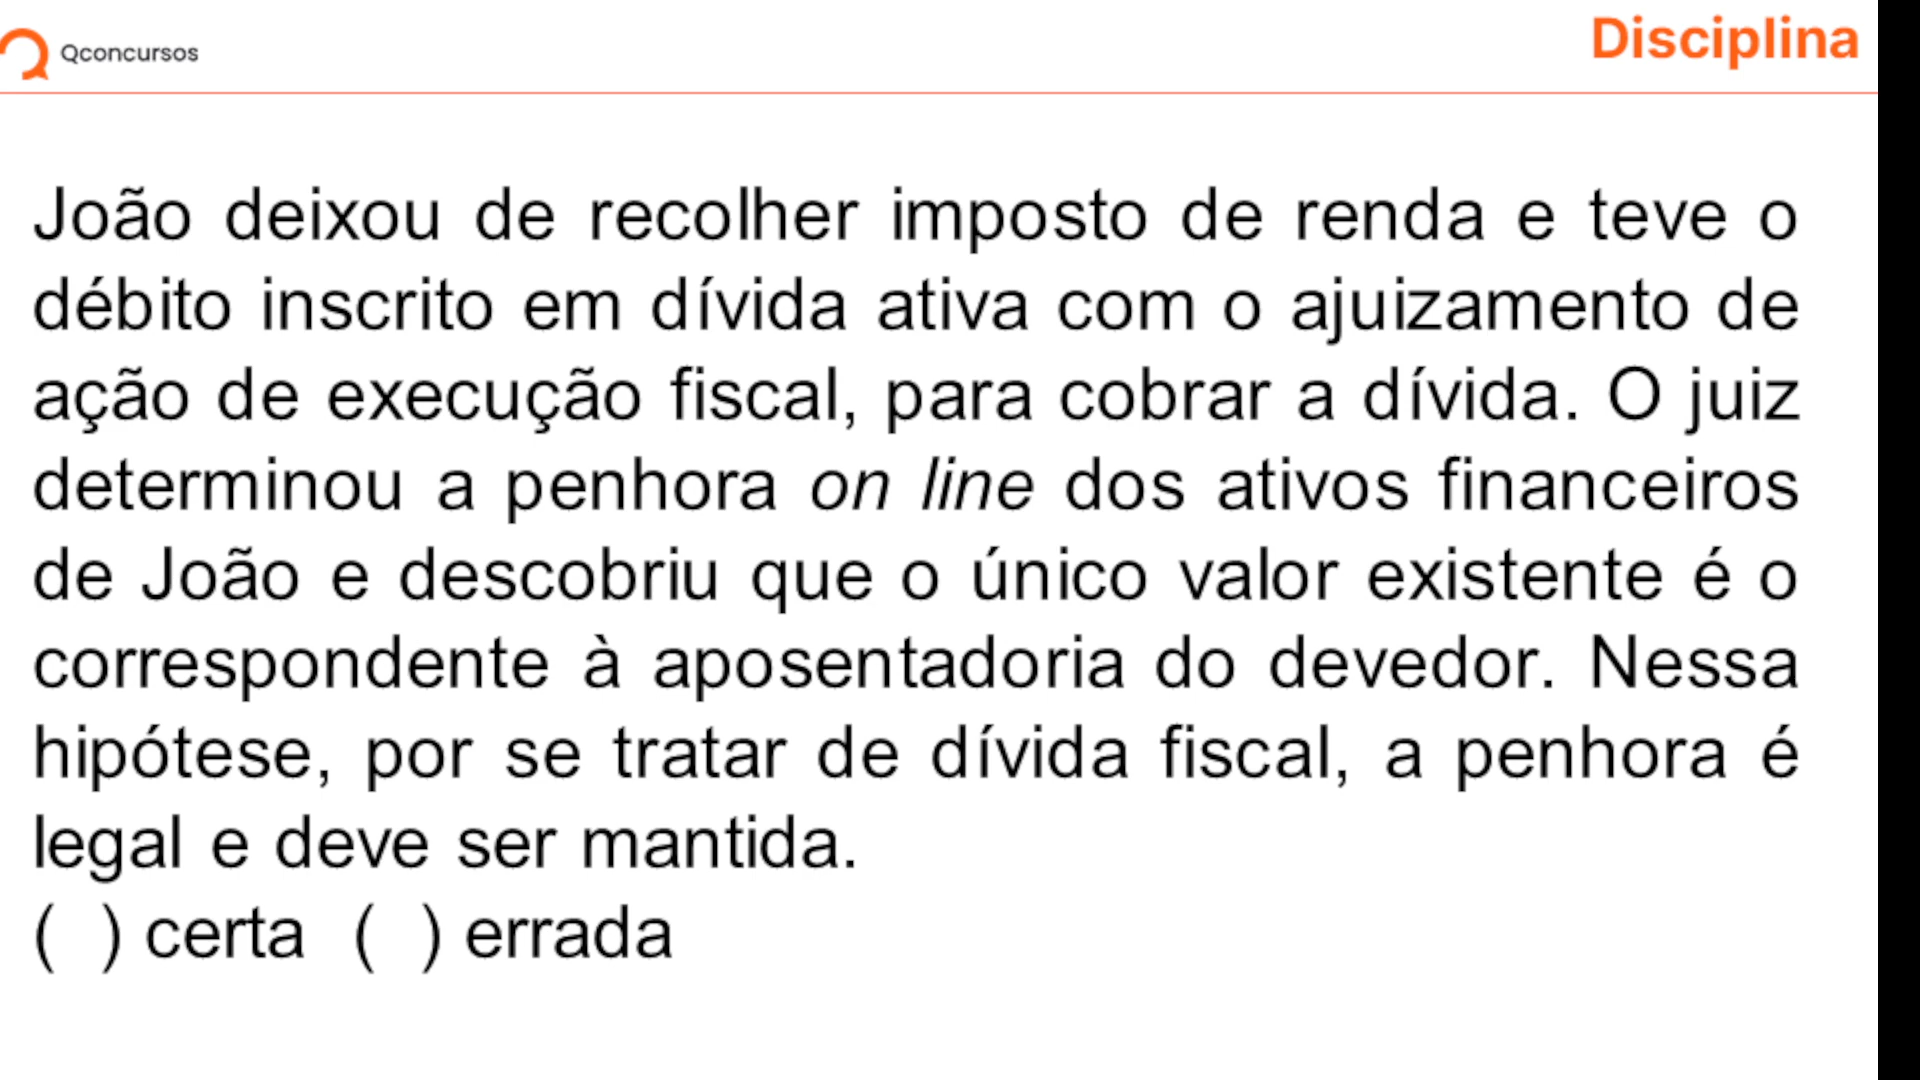 Qconcursos
Disciplina
João deixou de recolher imposto de renda e teve o
débito inscrito em dívida ativa com o ajuizamento de
ação de execução fiscal, para cobrar a dívida. O juiz
determinou a penhora on line dos ativos financeiros
de João e descobriu que o único valor existente é o
correspondente à aposentadoria do devedor. Nessa
hipótese, por se tratar de dívida fiscal, a penhora é
legal e deve ser mantida.
( ) certa ( ) errada